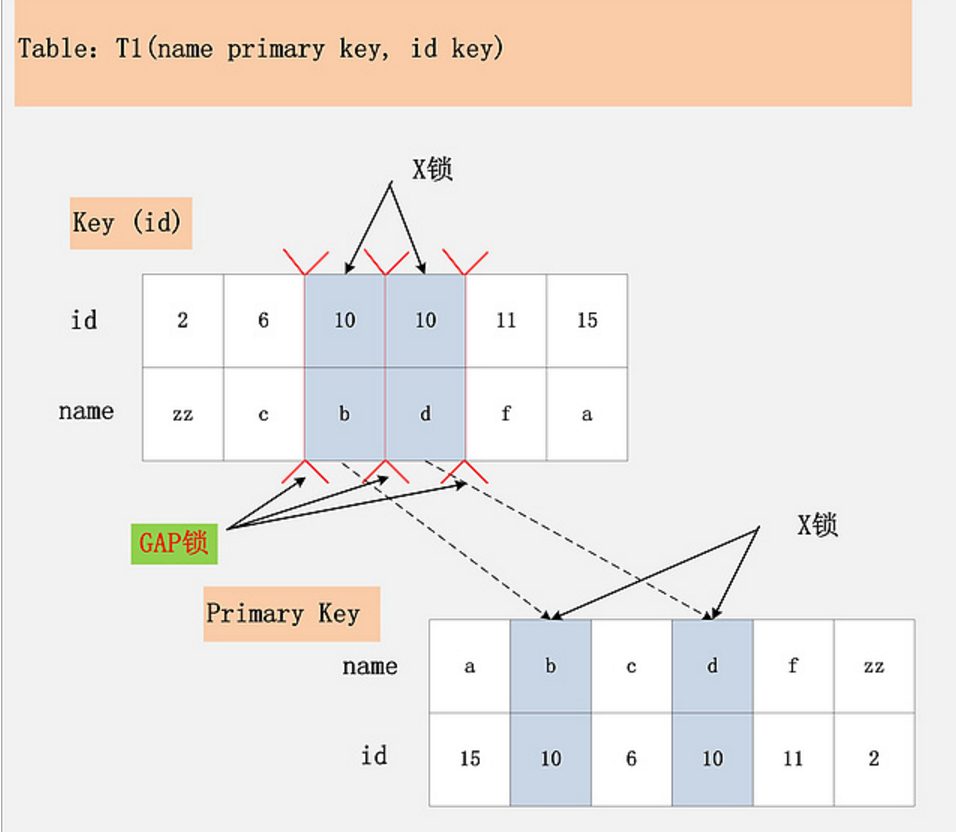 Table: T1(name primary key, id key)
X锁
Key (id)
id 2 6 10 10 11 15
name zz c b d f a
GAP锁
X锁
Primary Key
name a b c d f zz
id 15 10 6 10 11 2